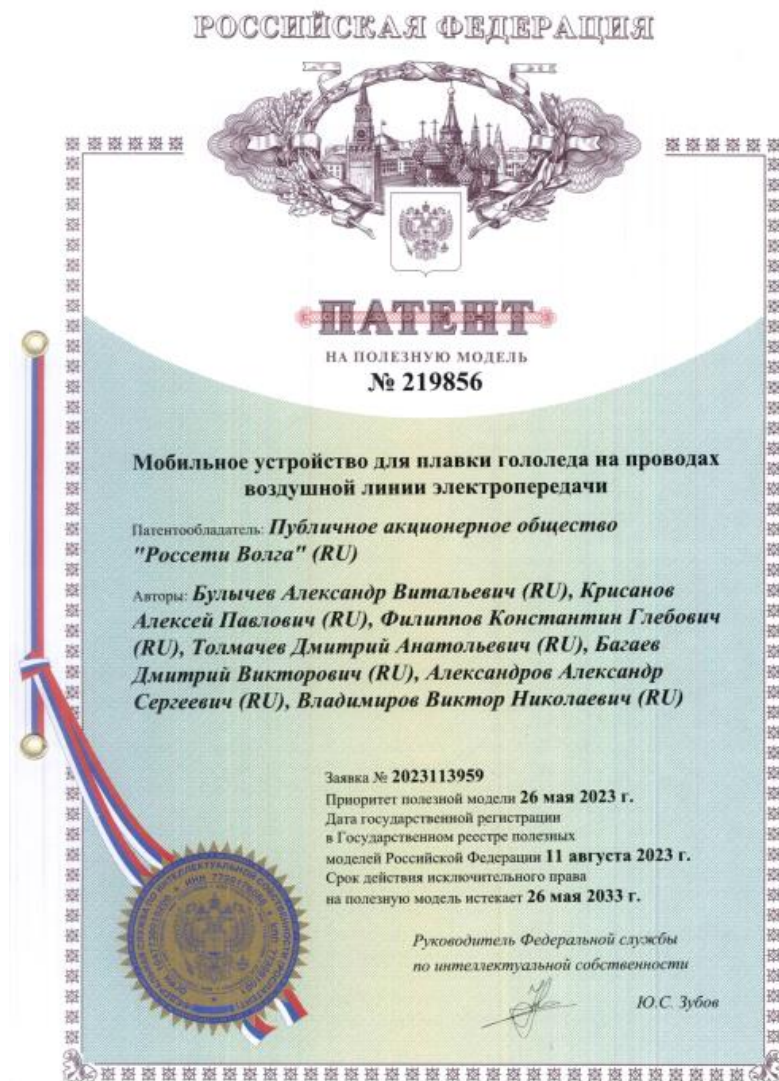 РОССИЙСКАЯ ФЕДЕРАЦИЯ
ПАТЕНТ
НА ПОЛЕЗНУЮ МОДЕЛЬ
№ 219856
Мобильное устройство для плавки гололеда на проводах
воздушной линии электропередачи
Патентообладатель: Публичное акционерное общество
"Россети Волга" (RU)
Авторы: Булычев Александр Витальевич (RU), Крисанов
Алексей Павлович (RU), Филиппов Константин Глебович
(RU), Толмачев Дмитрий Анатольевич (RU), Багаев
Дмитрий Викторович (RU), Александров Александр
Сергеевич (RU), Владимиров Виктор Николаевич (RU)
Заявка № 2023113959
Приоритет полезной модели 26 мая 2023 г.
Дата государственной регистрации
в Государственном реестре полезных
моделей Российской Федерации 11 августа 2023 г.
Срок действия исключительного права
на полезную модель истекает 26 мая 2033 г.
Руководитель Федеральной службы
по интеллектуальной собственности
Ю.С. Зубов